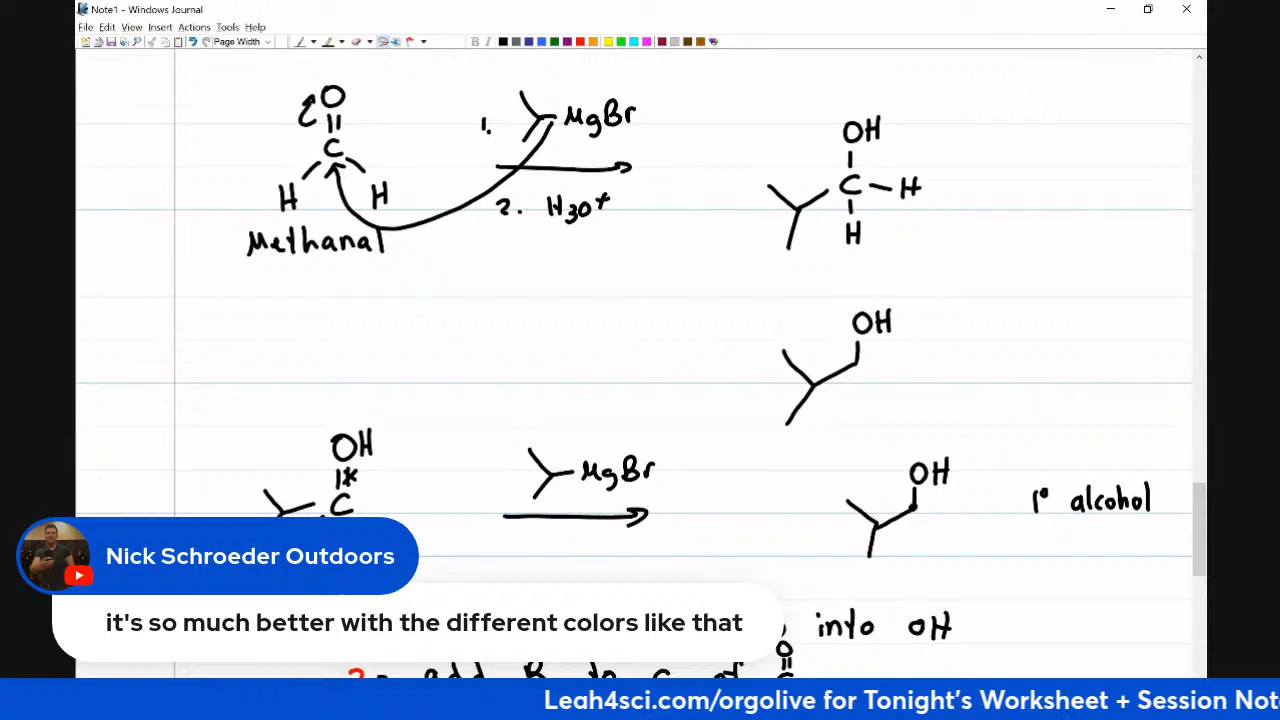 Note1 - Windows Journal
File Edit View Insert Actions Tools Help
Page Width
B I
O
C
H H
Methanal
1. MgBr
2. H3O+
OH
C - H
H
OH
OH
*
C
MgBr
OH
1° alcohol
Nick Schroeder Outdoors
it's so much better with the different colors like that
into OH
O
Leah4sci.com/orgolive for Tonight's Worksheet + Session Not